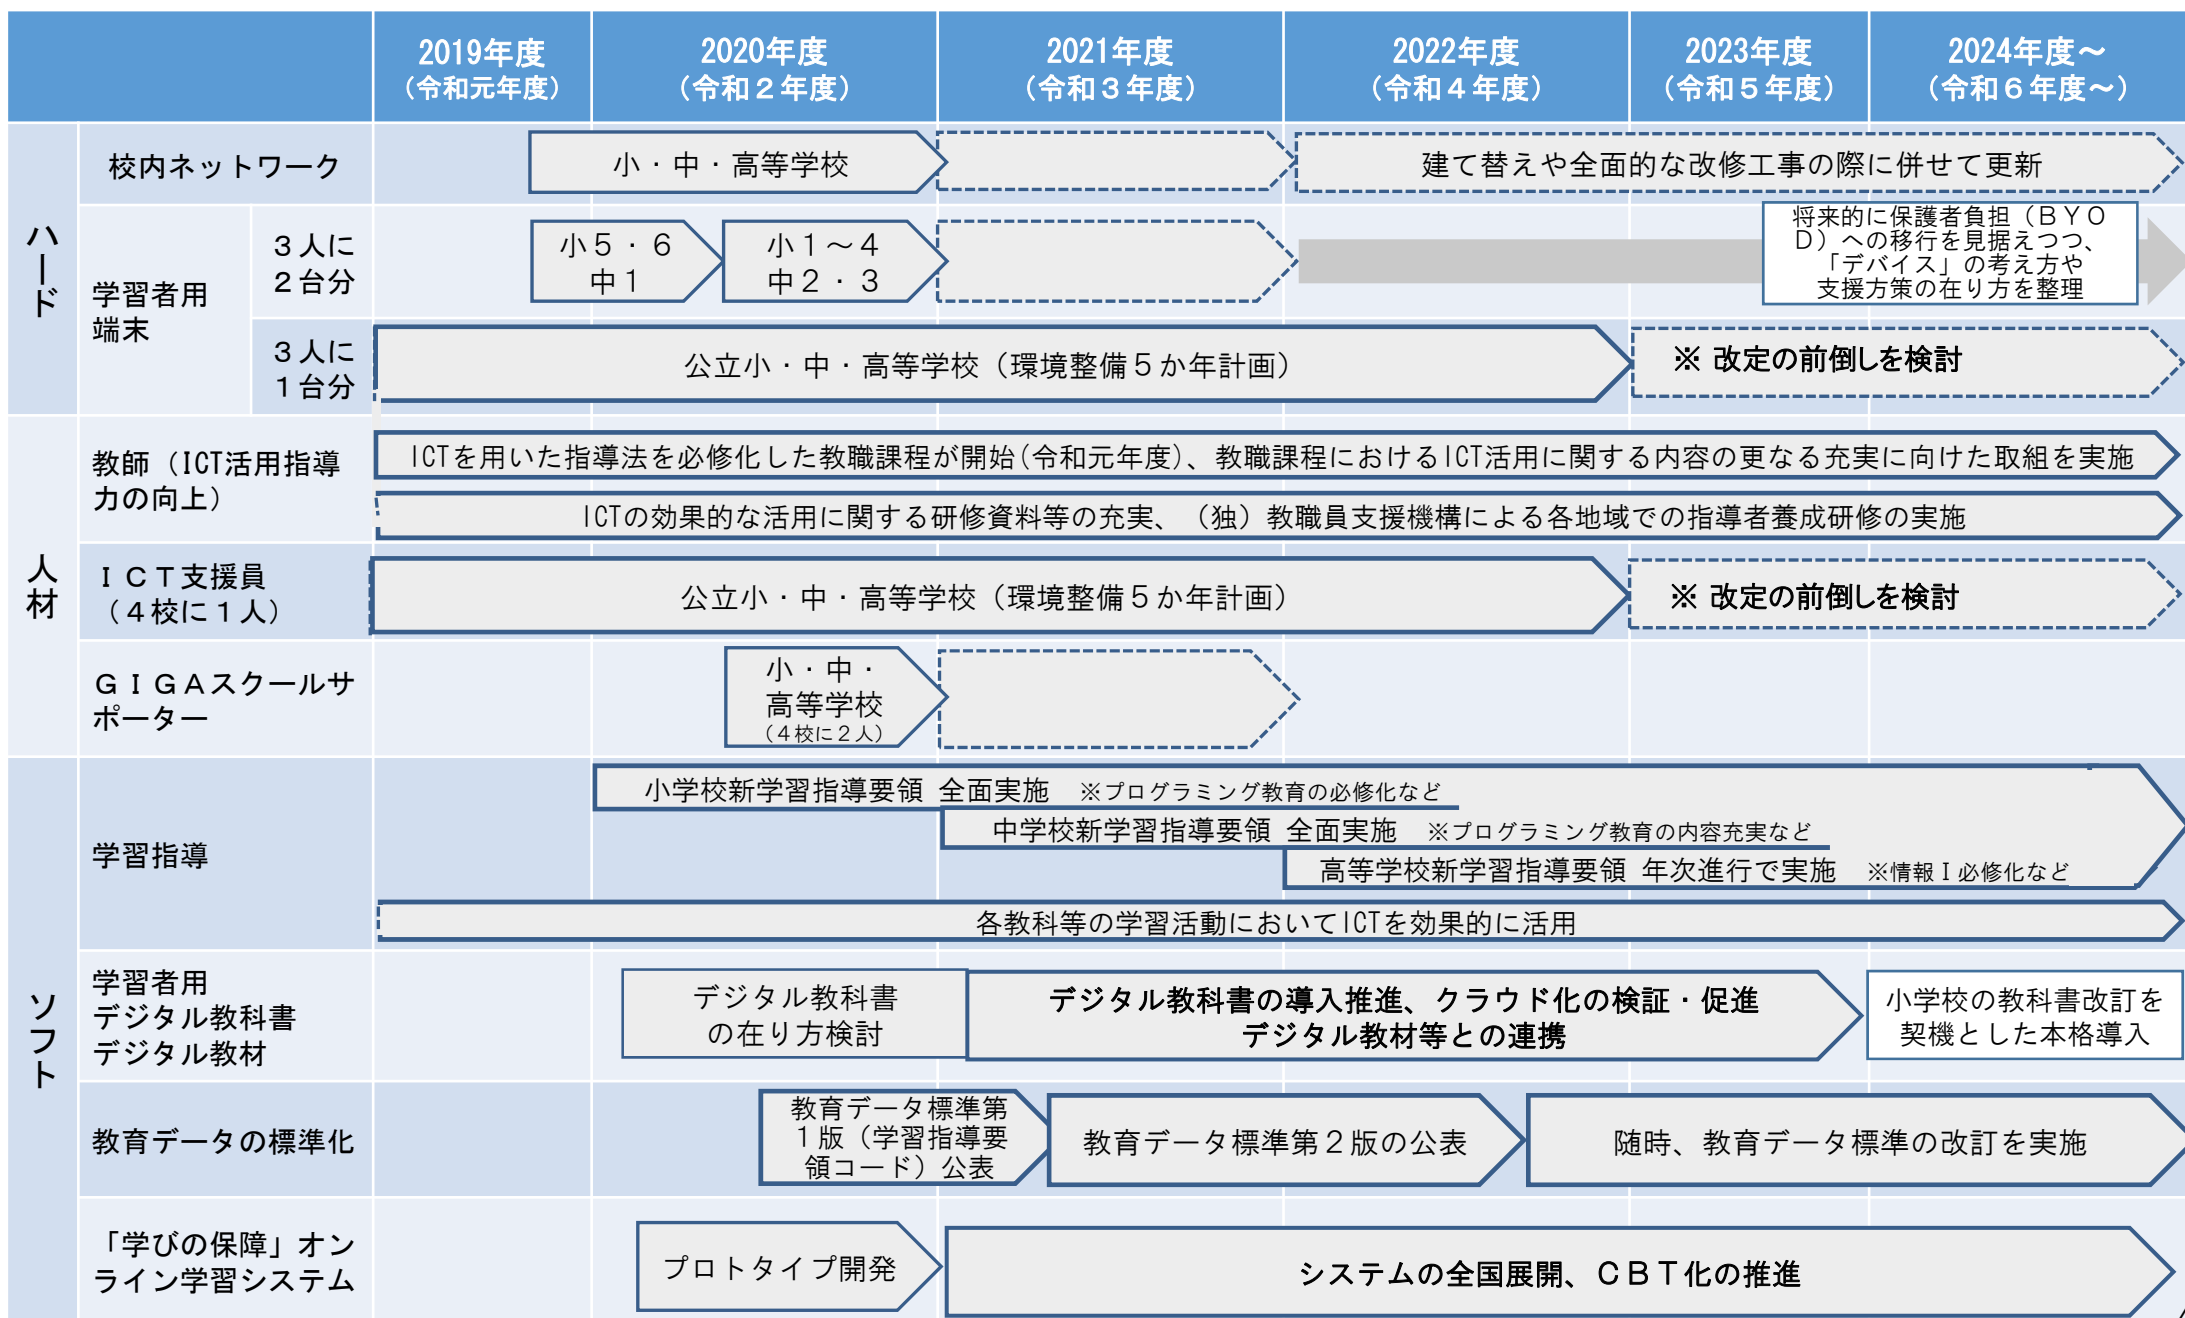 2019年度
（令和元年度）
2020年度
（令和２年度）
2021年度
（令和３年度）
2022年度
（令和４年度）
2023年度
（令和５年度）
2024年度～
（令和６年度～）
ハード
校内ネットワーク
小・中・高等学校
建て替えや全面的な改修工事の際に併せて更新
学習者用
端末
３人に
２台分
小５・６
中１
小１～４
中２・３
将来的に保護者負担（ＢＹＯ
Ｄ）への移行を見据えつつ、
「デバイス」の考え方や
支援方策の在り方を整理
３人に
１台分
公立小・中・高等学校（環境整備５か年計画）
※ 改定の前倒しを検討
人材
教師（ICT活用指導
力の向上）
ICTを用いた指導法を必修化した教職課程が開始(令和元年度)、教職課程におけるICT活用に関する内容の更なる充実に向けた取組を実施
ICTの効果的な活用に関する研修資料等の充実、（独）教職員支援機構による各地域での指導者養成研修の実施
ＩＣＴ支援員
（４校に１人）
公立小・中・高等学校（環境整備５か年計画）
※ 改定の前倒しを検討
ＧＩＧＡスクールサ
ポーター
小・中・
高等学校
（４校に２人）
ソフト
学習指導
小学校新学習指導要領 全面実施 ※プログラミング教育の必修化など
中学校新学習指導要領 全面実施 ※プログラミング教育の内容充実など
高等学校新学習指導要領 年次進行で実施 ※情報Ⅰ必修化など
各教科等の学習活動においてICTを効果的に活用
学習者用
デジタル教科書
デジタル教材
デジタル教科書
の在り方検討
デジタル教科書の導入推進、クラウド化の検証・促進
デジタル教材等との連携
小学校の教科書改訂を
契機とした本格導入
教育データの標準化
教育データ標準第
１版（学習指導要
領コード）公表
教育データ標準第２版の公表
随時、教育データ標準の改訂を実施
「学びの保障」オン
ライン学習システム
プロトタイプ開発
システムの全国展開、ＣＢＴ化の推進